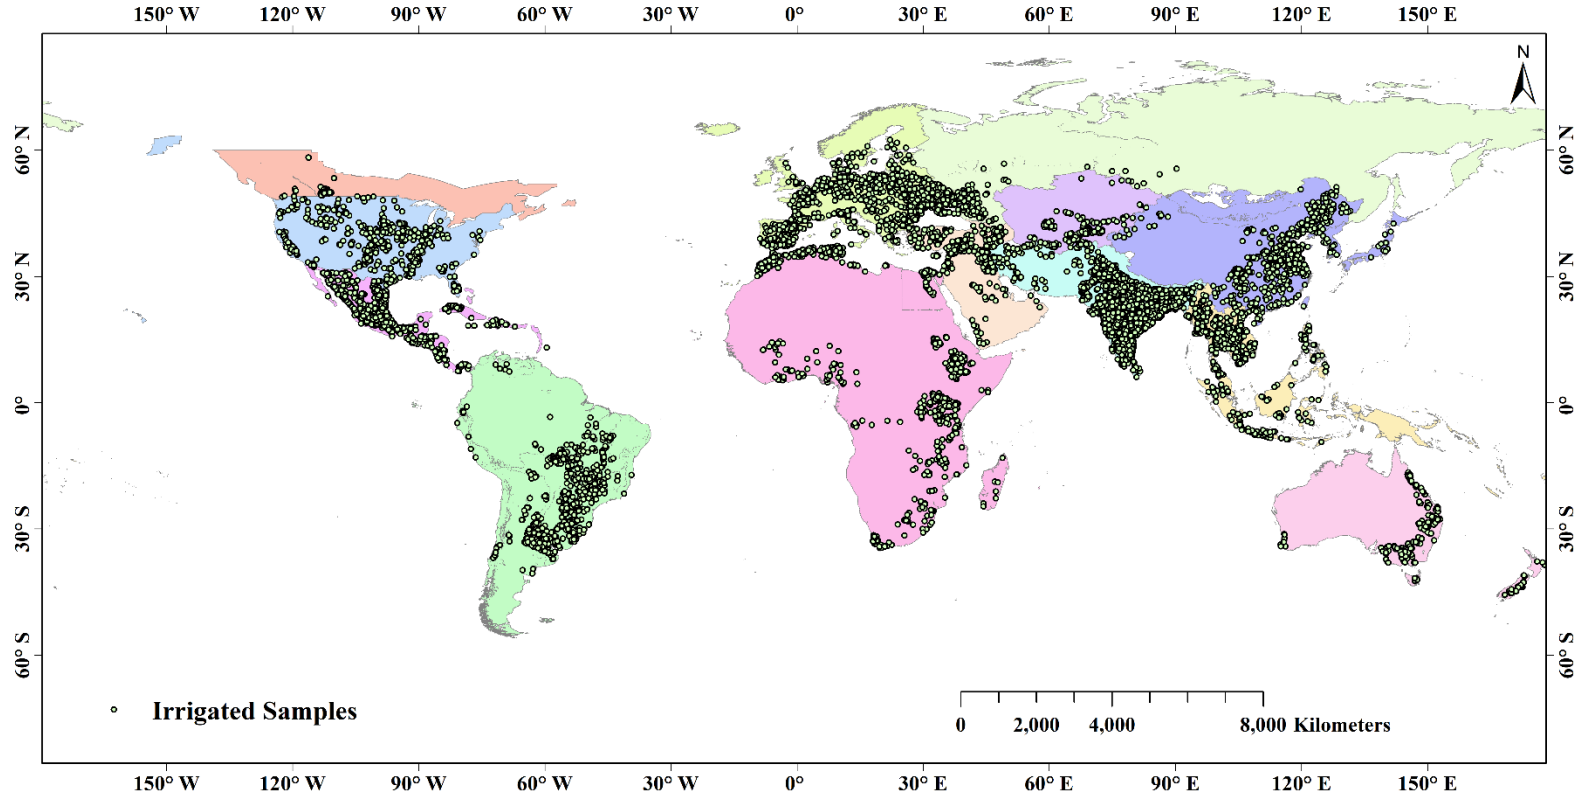 150° W 120° W 90° W 60° W 30° W 0° 30° E 60° E 90° E 120° E 150° E
N
60° N 60° N
30° N 30° N
0° 0°
30° S 30° S
60° S 60° S
Irrigated Samples
0 2,000 4,000 8,000 Kilometers
150° W 120° W 90° W 60° W 30° W 0° 30° E 60° E 90° E 120° E 150° E